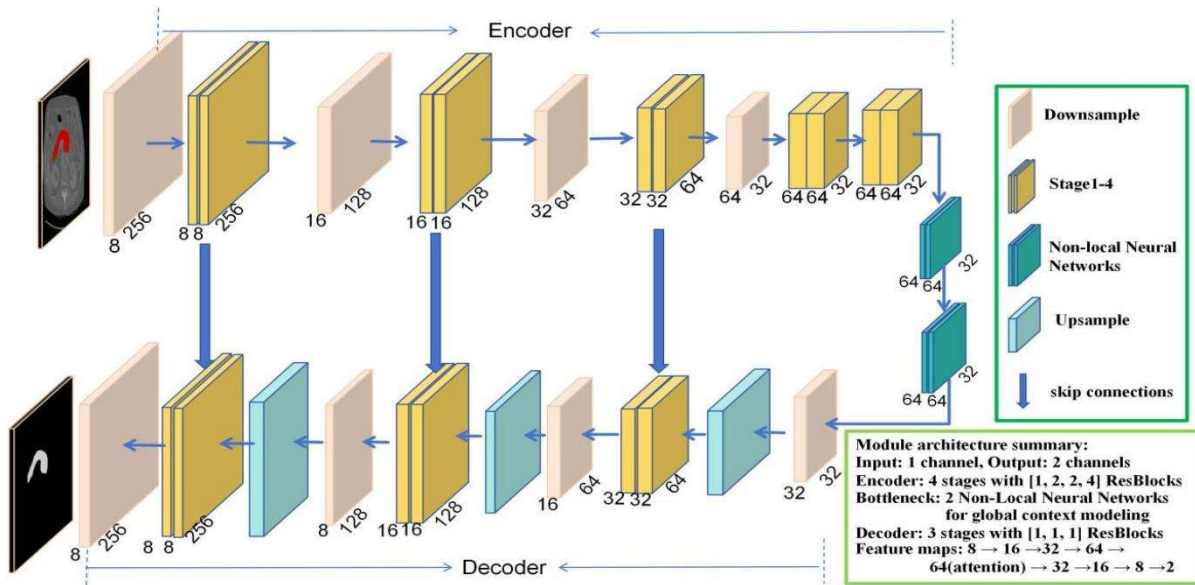 Encoder
8 256
8 8 256
16 128
16 16 128
32 64
32 32 64
64 32
64 64 32
64 64 32
64 64 32
64 64 32
Downsample
Stage1-4
Non-local Neural
Networks
Upsample
skip connections
8 256
8 8 256
8 128
16 16 128
16 64
32 32 64
32 32
Decoder
Module architecture summary:
Input: 1 channel, Output: 2 channels
Encoder: 4 stages with [1, 2, 2, 4] ResBlocks
Bottleneck: 2 Non-Local Neural Networks
for global context modeling
Decoder: 3 stages with [1, 1, 1] ResBlocks
Feature maps: 8 → 16 →32 → 64 →
64(attention) → 32 →16 → 8 →2